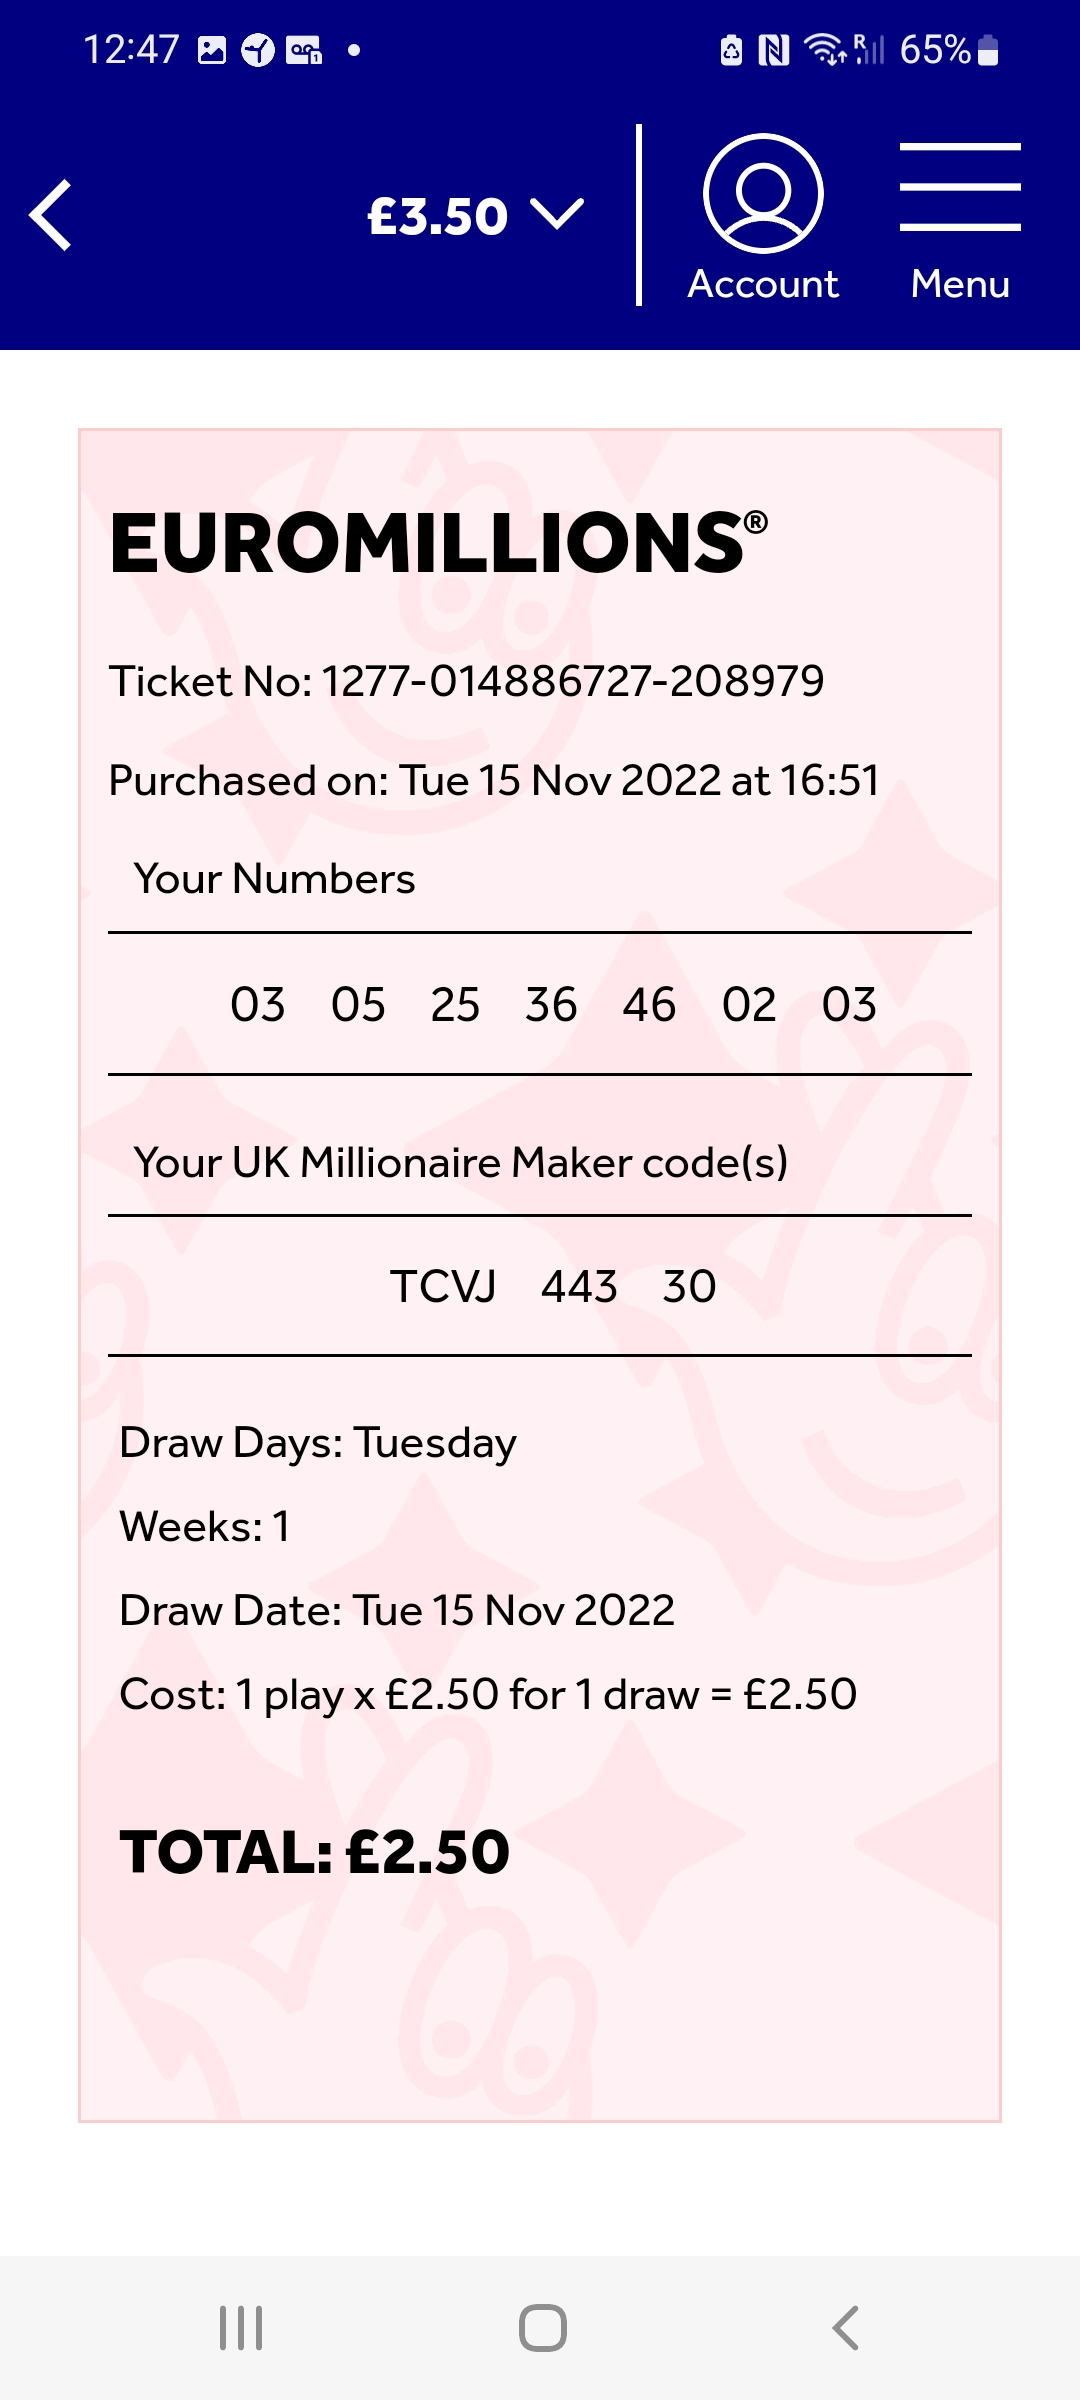 12:47
R 65%
£3.50
Account
Menu
EUROMILLIONS®
Ticket No: 1277-014886727-208979
Purchased on: Tue 15 Nov 2022 at 16:51
Your Numbers
03 05 25 36 46 02 03
Your UK Millionaire Maker code(s)
TCVJ 443 30
Draw Days: Tuesday
Weeks: 1
Draw Date: Tue 15 Nov 2022
Cost: 1 play x £2.50 for 1 draw = £2.50
TOTAL: £2.50